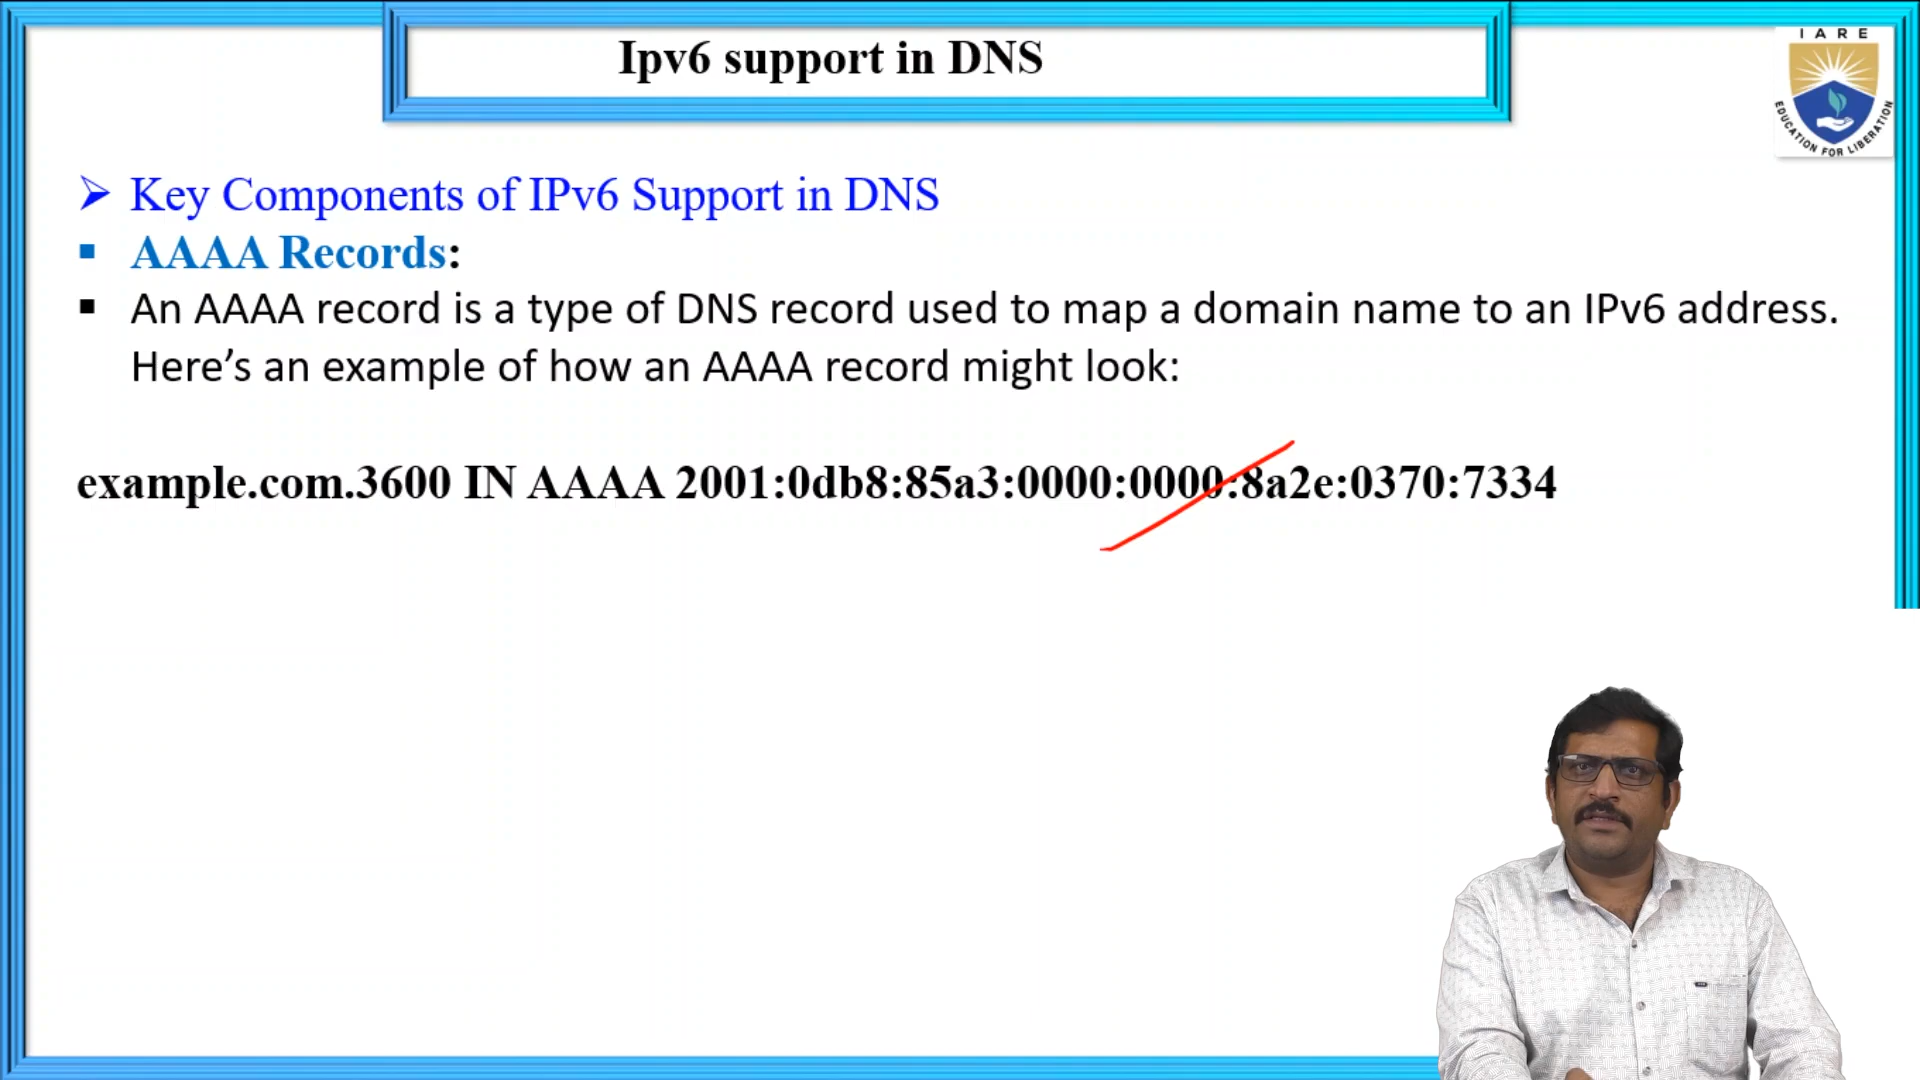 Ipv6 support in DNS
IARE
EDUCATION FOR LIBERATION
Key Components of IPv6 Support in DNS
AAAA Records:
An AAAA record is a type of DNS record used to map a domain name to an IPv6 address.
Here’s an example of how an AAAA record might look:
example.com.3600 IN AAAA 2001:0db8:85a3:0000:0000:8a2e:0370:7334